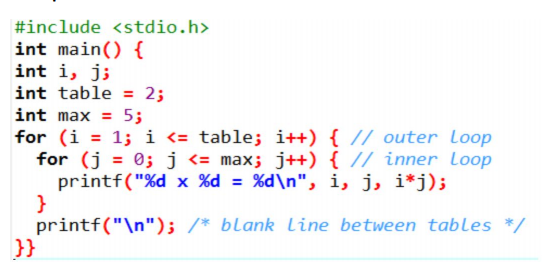 #include <stdio.h>
int main() {
int i, j;
int table = 2;
int max = 5;
for (i = 1; i <= table; i++) { // outer loop
  for (j = 0; j <= max; j++) { // inner loop
    printf("%d x %d = %d\n", i, j, i*j);
  }
  printf("\n"); /* blank line between tables */
}}